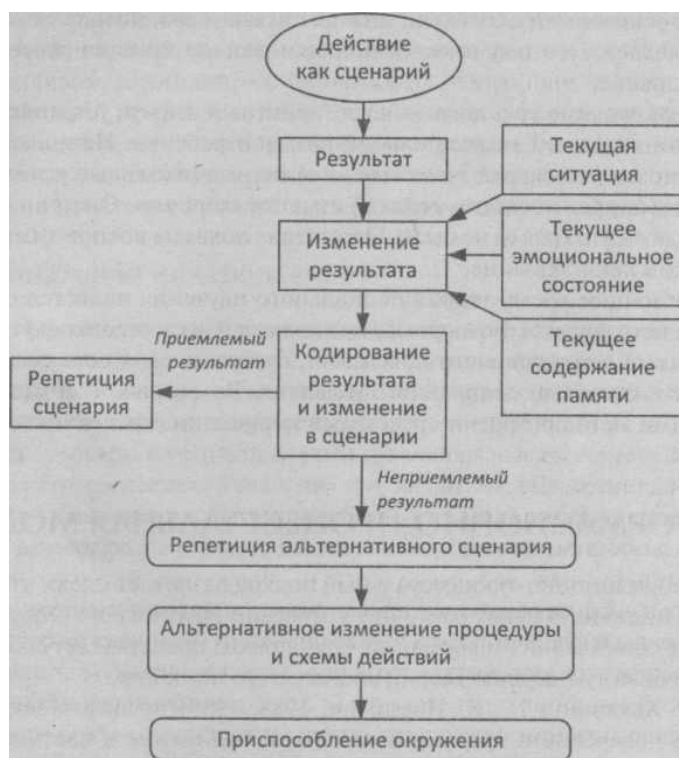 Действие
как сценарий
Результат
Текущая
ситуация
Изменение
результата
Текущее
эмоциональное
состояние
Текущее
содержание
памяти
Приемлемый
результат
Репетиция
сценария
Кодирование
результата
и изменение
в сценарии
Неприемлемый
результат
Репетиция альтернативного сценария
Альтернативное изменение процедуры
и схемы действий
Приспособление окружения